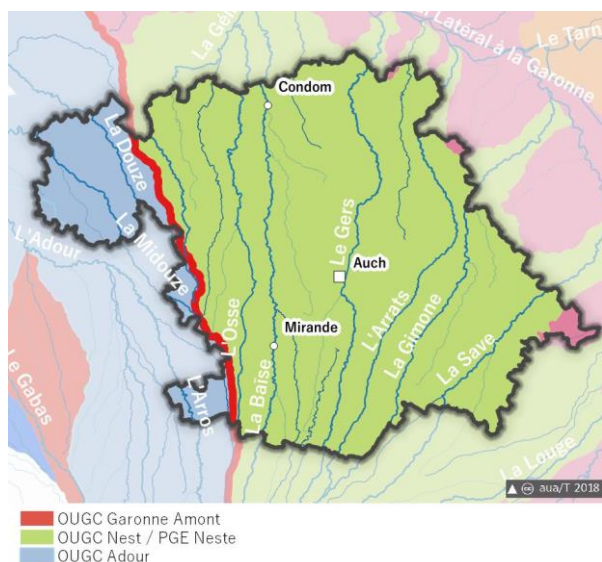 La Gél
l Latéral à la Garonne
Le Tarn
Condom
La Douze
La Midouze
L'Adour
Le Gers
Auch
L'Osse
Mirande
L'Arrats
La Gimone
La Baïse
La Save
Le Gabas
L'Arros
La Louge
aua/T 2018
OUGC Garonne Amont
OUGC Nest / PGE Neste
OUGC Adour